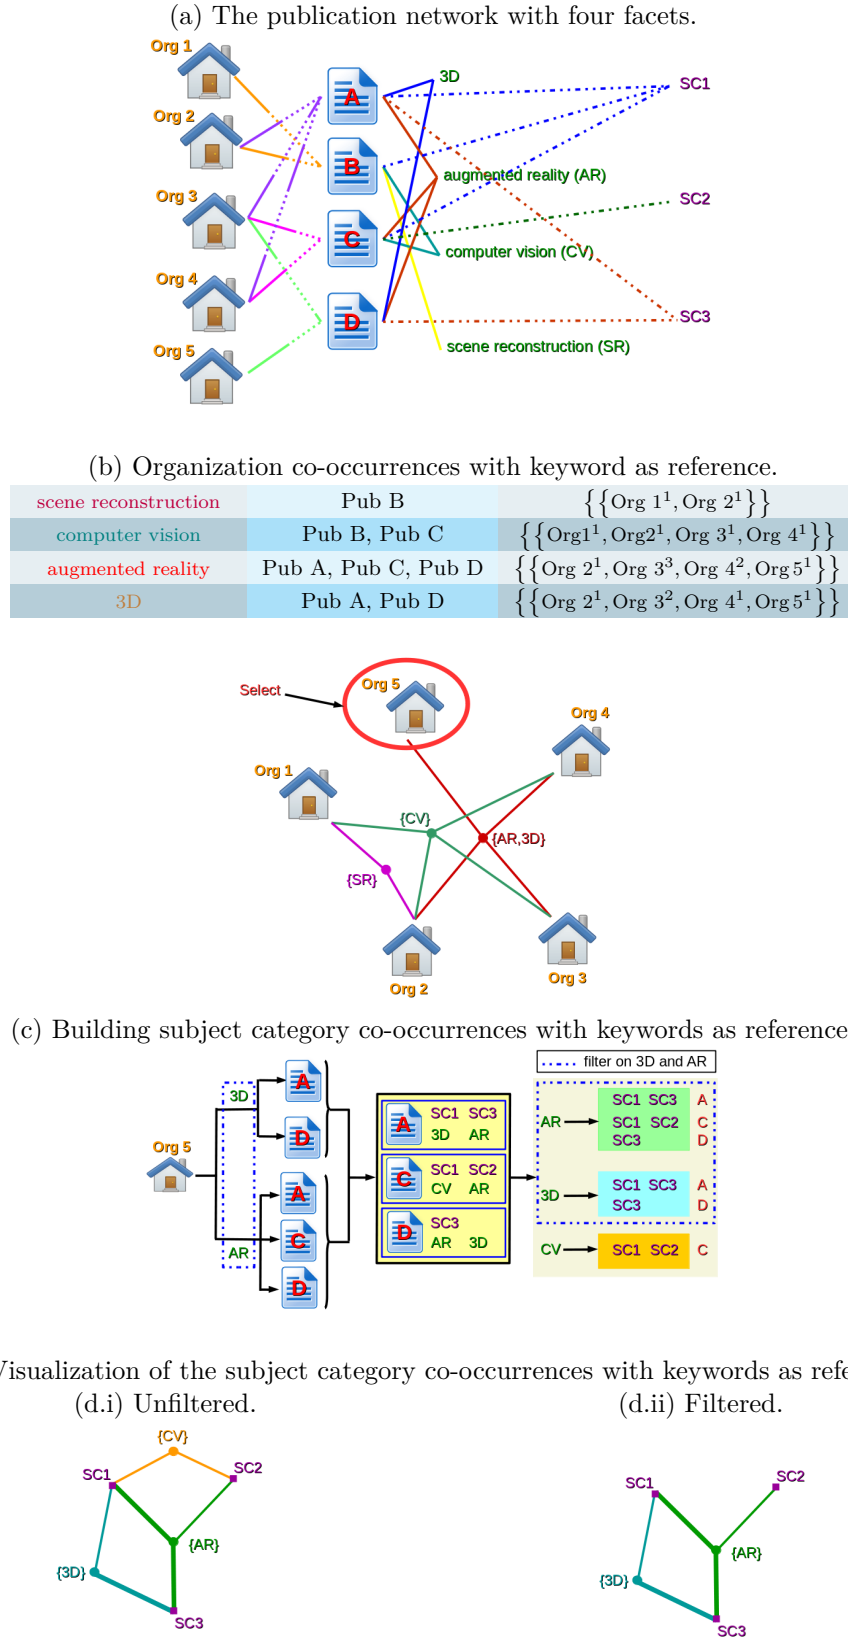 (a) The publication network with four facets.
Org 1
Org 2
Org 3
Org 4
Org 5
A
B
C
D
3D
augmented reality (AR)
computer vision (CV)
scene reconstruction (SR)
SC1
SC2
SC3
(b) Organization co-occurrences with keyword as reference.
scene reconstruction Pub B {{Org 1¹, Org 2¹}}
computer vision Pub B, Pub C {{Org1¹, Org2¹, Org 3¹, Org 4¹}}
augmented reality Pub A, Pub C, Pub D {{Org 2¹, Org 3³, Org 4², Org 5¹}}
3D Pub A, Pub D {{Org 2¹, Org 3², Org 4¹, Org 5¹}}
Select
Org 5
Org 4
Org 1
{CV}
{AR,3D}
{SR}
Org 2
Org 3
(c) Building subject category co-occurrences with keywords as reference
Org 5
3D
AR
A
D
A
C
D
A SC1 SC3
3D AR
C SC1 SC2
CV AR
D SC3
AR 3D
filter on 3D and AR
AR
SC1 SC3 A
SC1 SC2 C
SC3 D
3D
SC1 SC3 A
SC3 D
CV SC1 SC2 C
Visualization of the subject category co-occurrences with keywords as refe
(d.i) Unfiltered.
(d.ii) Filtered.
{CV}
SC1
SC2
{AR}
{3D}
SC3
SC1
SC2
{AR}
{3D}
SC3